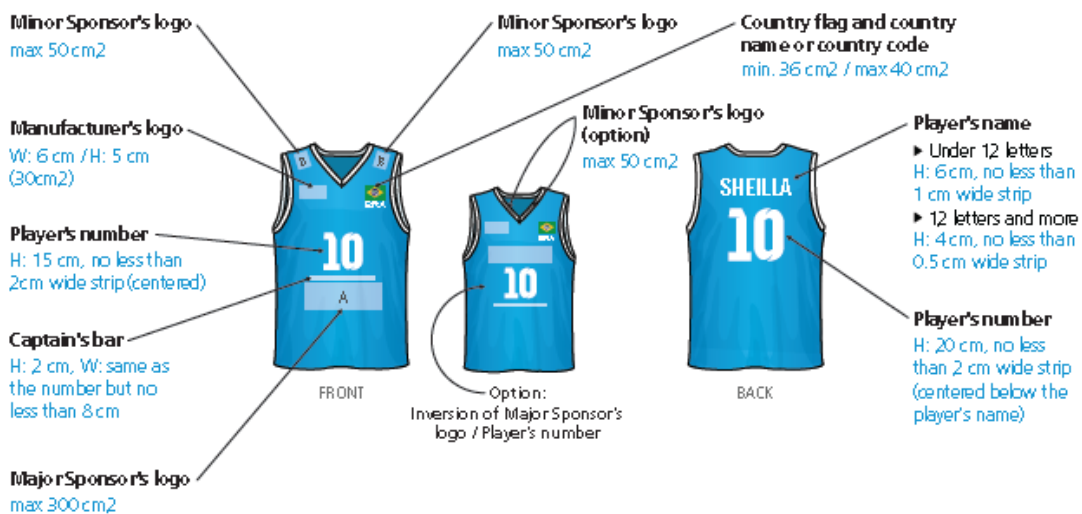 Minor Sponsor's logo
max 50 cm2
Minor Sponsor's logo
max 50 cm2
Country flag and country
name or country code
min. 36 cm2 / max 40 cm2
Manufacturer's logo
W: 6 cm / H: 5 cm
(30cm2)
Minor Sponsor's logo
(option)
max 50 cm2
Player's name
▸ Under 12 letters
H: 6 cm, no less than
1 cm wide strip
▸ 12 letters and more
H: 4 cm, no less than
0.5 cm wide strip
B
B
BRA
BRA
SHEILLA
10
10
10
Player's number
H: 15 cm, no less than
2cm wide strip (centered)
A
Captain's bar
H: 2 cm, W: same as
the number but no
less than 8 cm
Player's number
H: 20 cm, no less
than 2 cm wide strip
(centered below the
player's name)
FRONT
Option:
Inversion of Major Sponsor's
logo / Player's number
BACK
Major Sponsor's logo
max 300 cm2